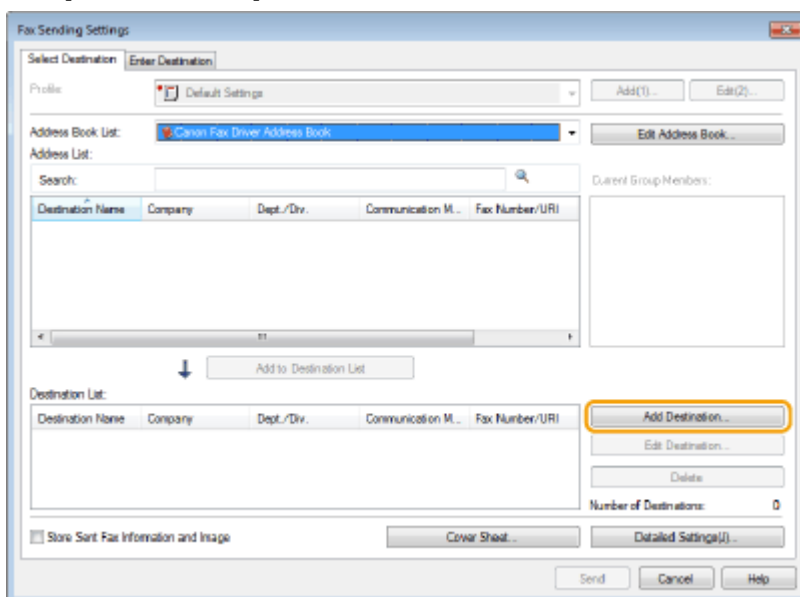 Fax Sending Settings
Select Destination Enter Destination
Profile: Default Settings Add(1)... Edit(2)...
Address Book List: Canon Fax Driver Address Book Edit Address Book...
Address List:
Search: Current Group Members:
Destination Name Company Dept./Div. Communication M... Fax Number/URI
Add to Destination List
Destination List:
Destination Name Company Dept./Div. Communication M... Fax Number/URI Add Destination...
Edit Destination...
Delete
Number of Destinations: 0
Store Sent Fax Information and Image Cover Sheet... Detailed Settings(J)...
Send Cancel Help